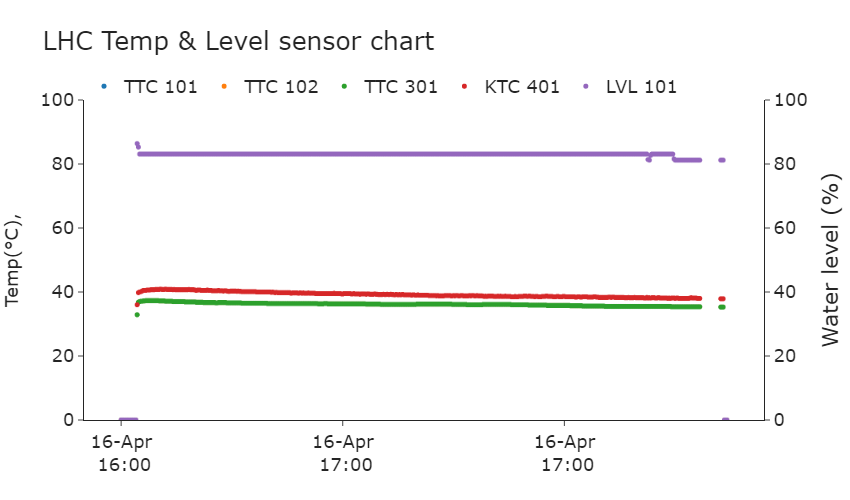 LHC Temp & Level sensor chart
TTC 101 TTC 102 TTC 301 KTC 401 LVL 101
100 100
80 80
60 60
40 40
20 20
0 0
Temp(°C),
Water level (%)
16-Apr 16-Apr 16-Apr
16:00 17:00 17:00